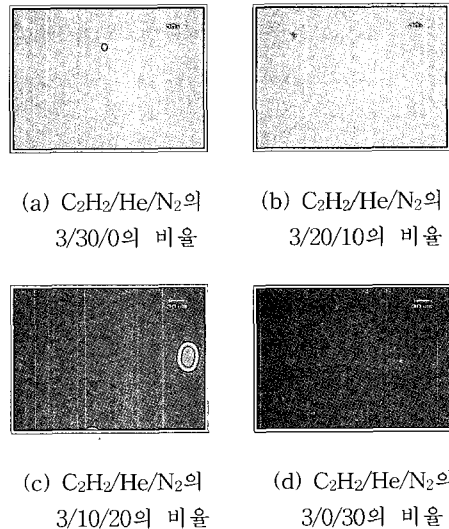 (a) C₂H₂/He/N₂의
3/30/0의 비율
(b) C₂H₂/He/N₂의
3/20/10의 비율
(c) C₂H₂/He/N₂의
3/10/20의 비율
(d) C₂H₂/He/N₂의
3/0/30의 비율